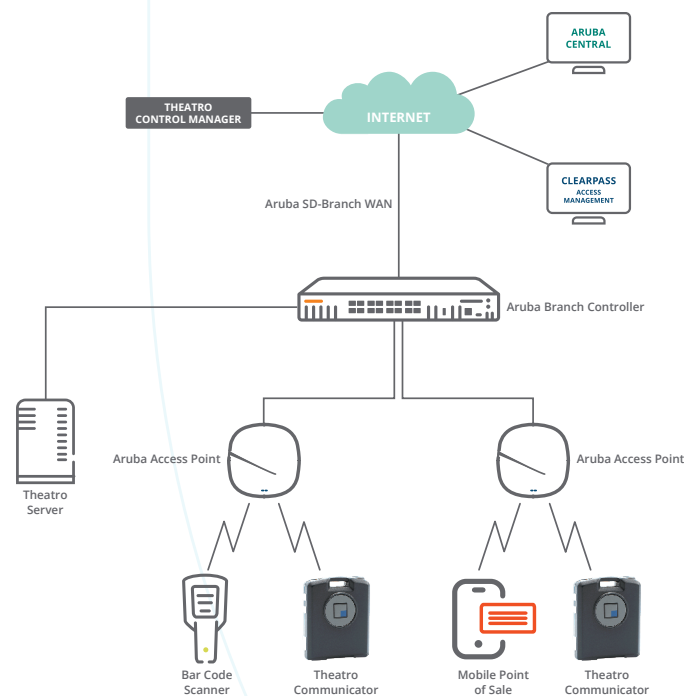 ARUBA
CENTRAL
THEATRO
CONTROL MANAGER
INTERNET
CLEARPASS
ACCESS
MANAGEMENT
Aruba SD-Branch WAN
Aruba Branch Controller
Aruba Access Point
Aruba Access Point
Theatro
Server
Bar Code
Scanner
Theatro
Communicator
Mobile Point
of Sale
Theatro
Communicator